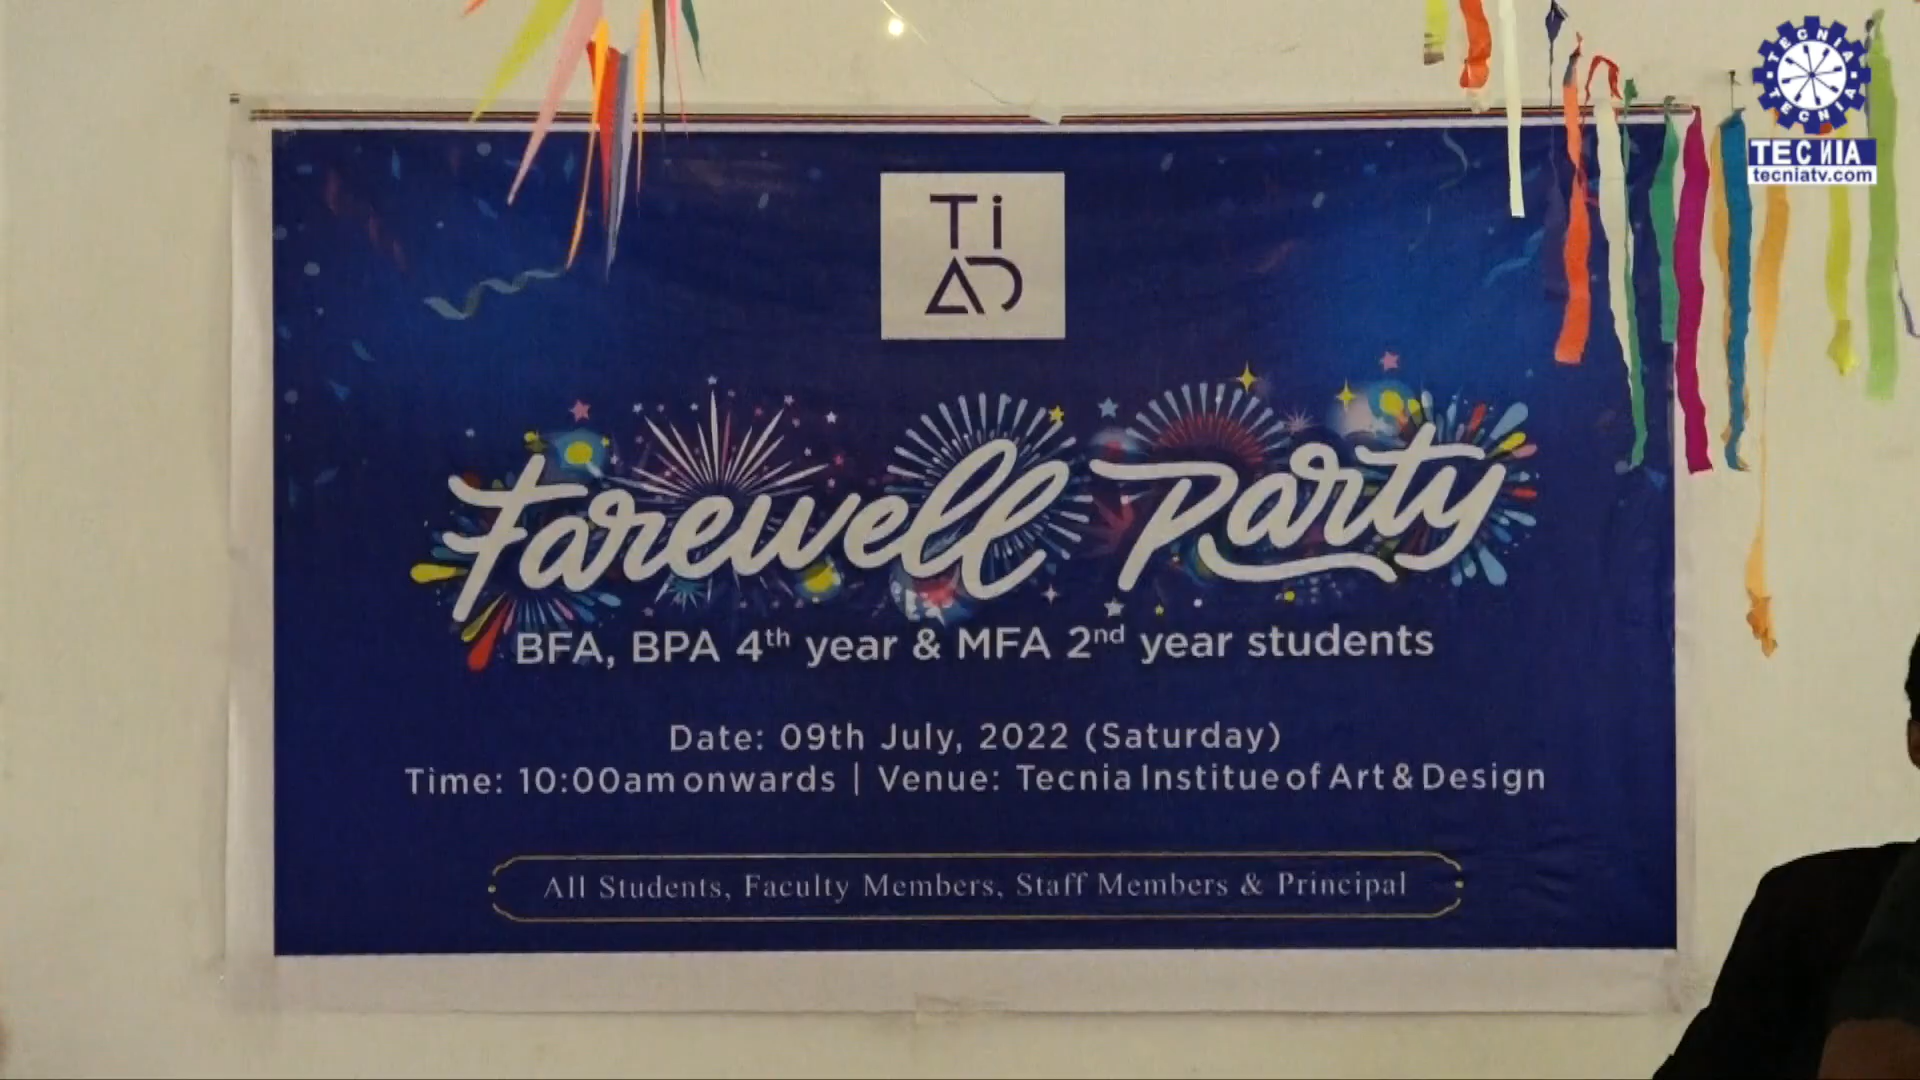 TECNIA TECNIA
TECNIA
tecniatv.com
Ti
AD
Farewell Party
BFA, BPA 4th year & MFA 2nd year students
Date: 09th July, 2022 (Saturday)
Time: 10:00am onwards | Venue: Tecnia Institue of Art & Design
All Students, Faculty Members, Staff Members & Principal